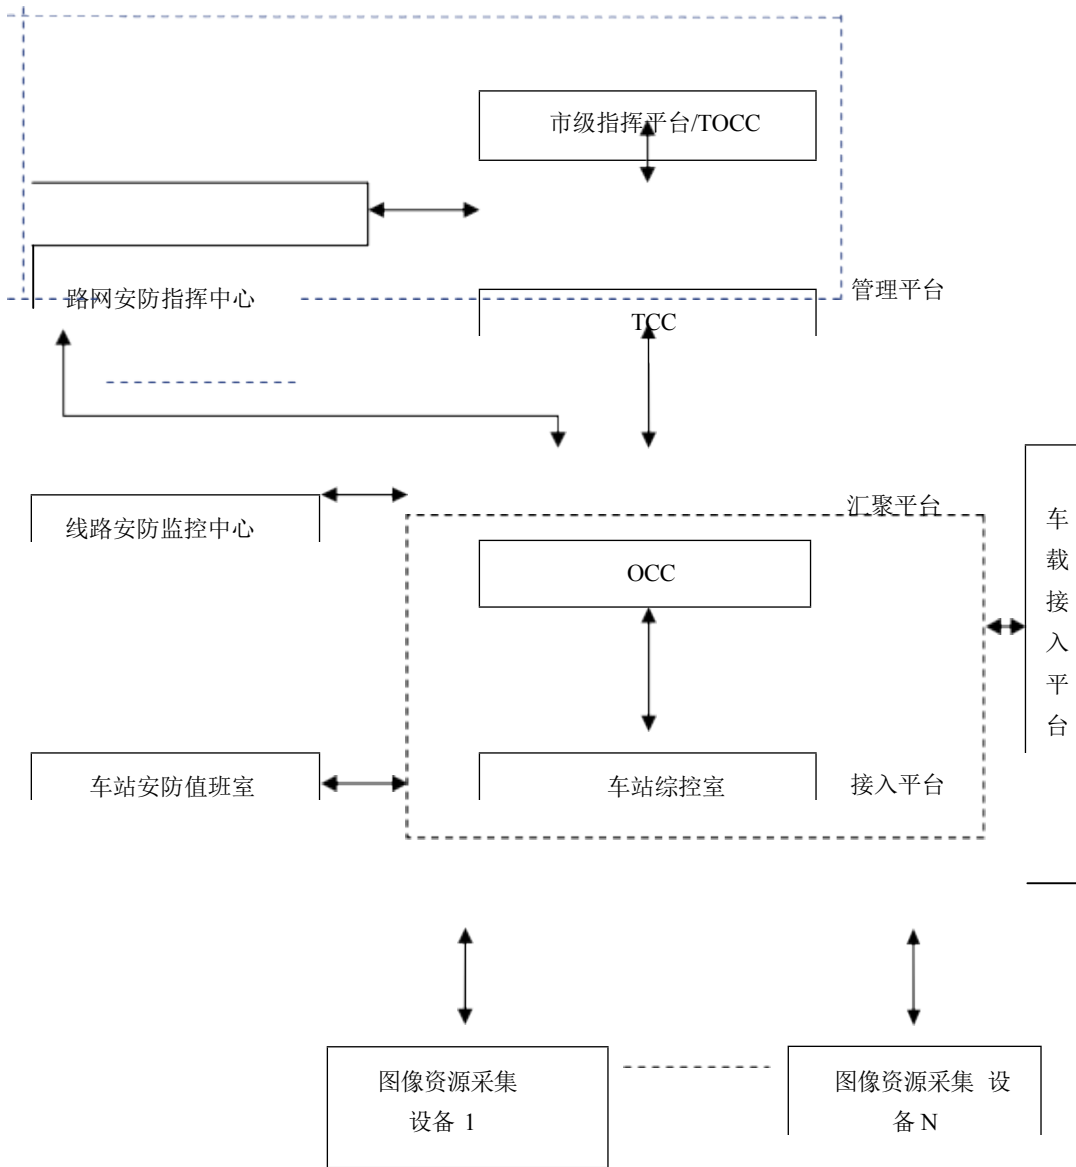 市级指挥平台/TOCC
路网安防指挥中心
管理平台
TCC
线路安防监控中心
汇聚平台
OCC
车
载
接
入
平
台
车站安防值班室
车站综控室
接入平台
图像资源采集
设备 1
图像资源采集 设
备 N